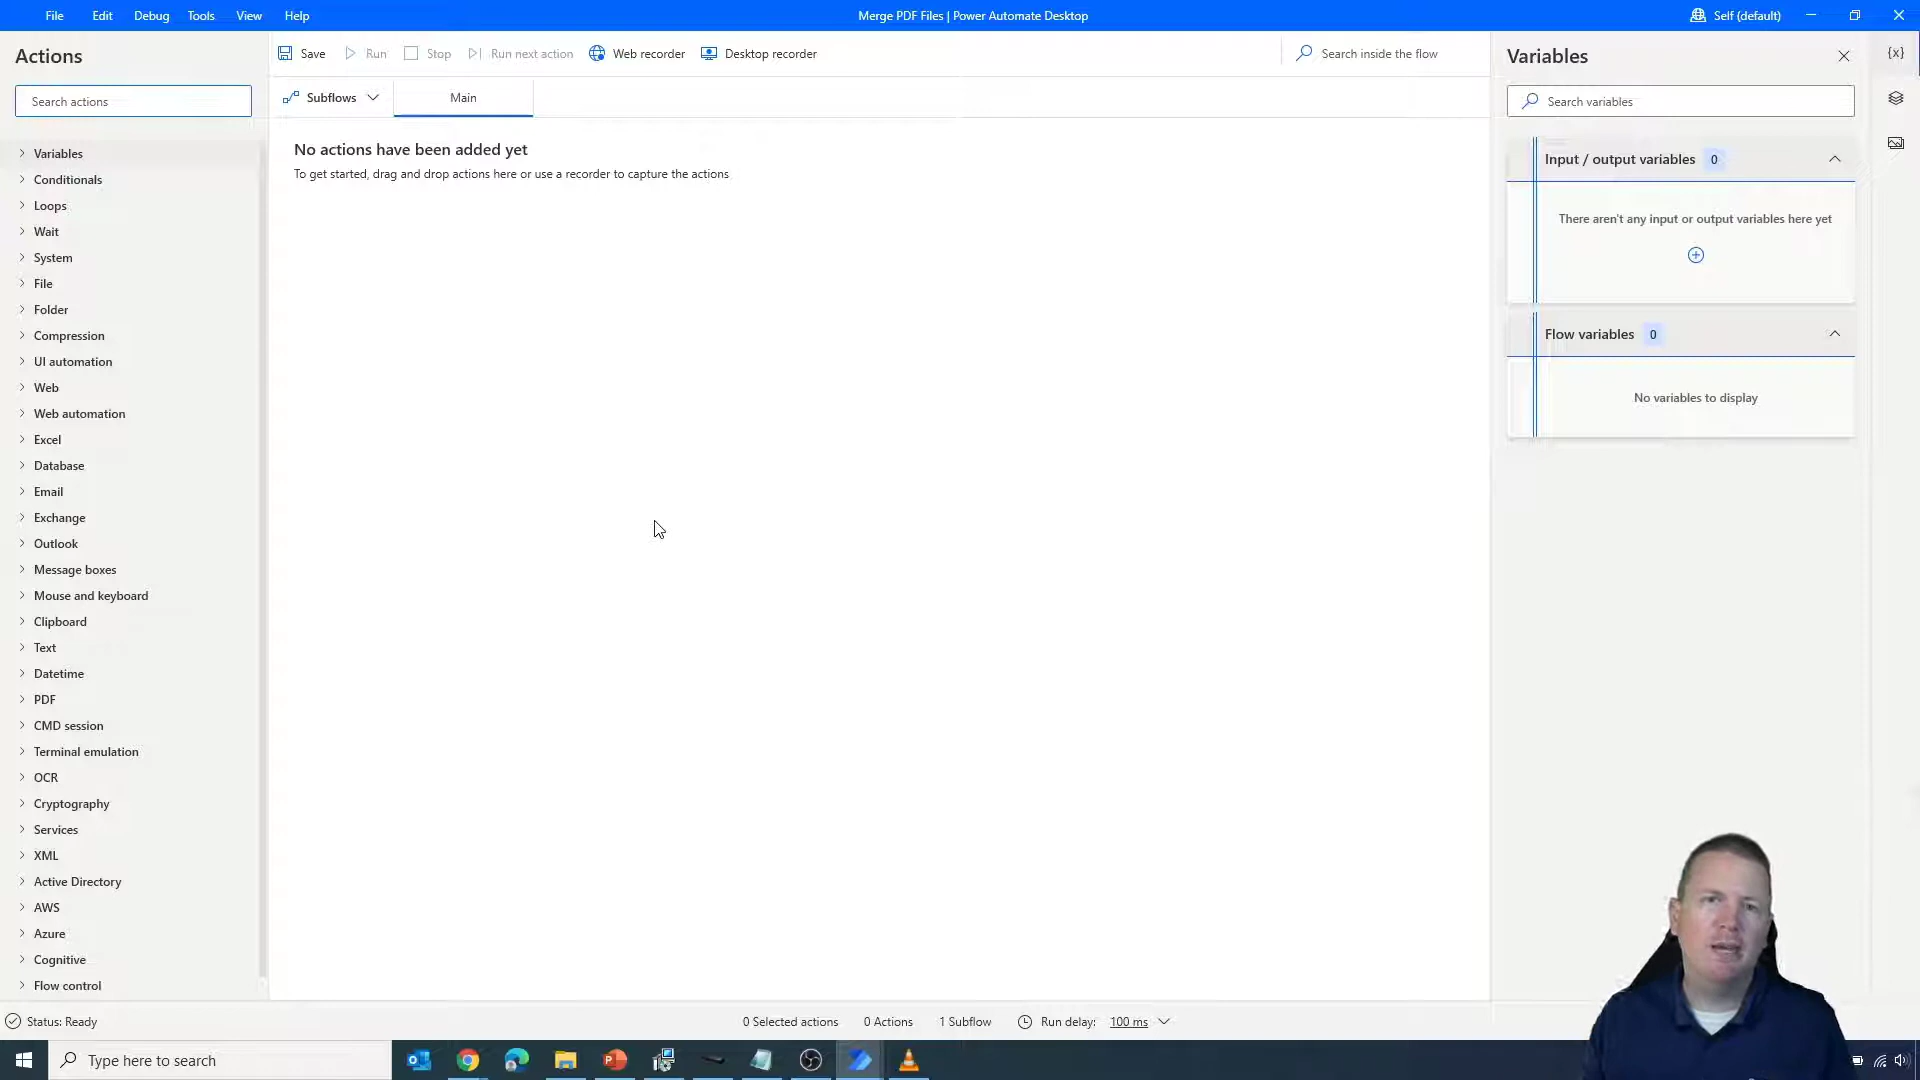 File Edit Debug Tools View Help
Merge PDF Files | Power Automate Desktop
Self (default)
Actions
Search actions
Variables
Conditionals
Loops
Wait
System
File
Folder
Compression
UI automation
Web
Web automation
Excel
Database
Email
Exchange
Outlook
Message boxes
Mouse and keyboard
Clipboard
Text
Datetime
PDF
CMD session
Terminal emulation
OCR
Cryptography
Services
XML
Active Directory
AWS
Azure
Cognitive
Flow control
Save Run Stop Run next action Web recorder Desktop recorder
Search inside the flow
Subflows Main
No actions have been added yet
To get started, drag and drop actions here or use a recorder to capture the actions
Variables
{x}
Search variables
Input / output variables 0
There aren't any input or output variables here yet
Flow variables 0
No variables to display
Status: Ready
0 Selected actions 0 Actions 1 Subflow Run delay: 100 ms
Type here to search